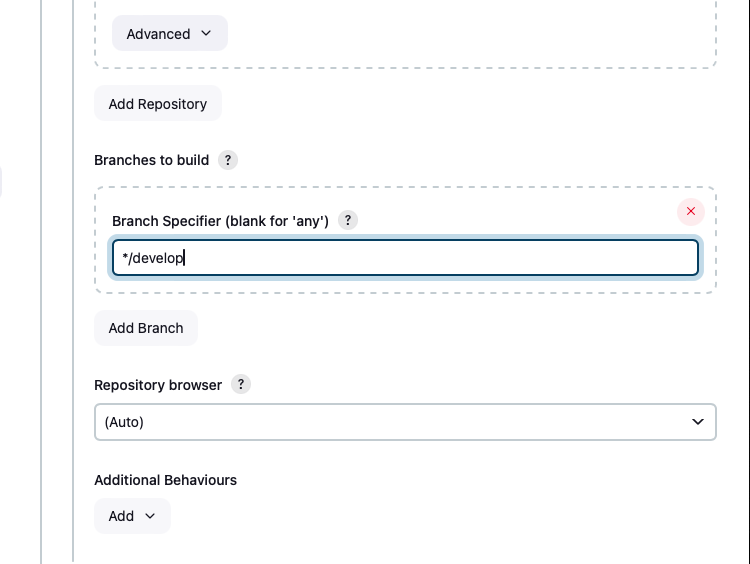 Advanced
Add Repository
Branches to build ?
Branch Specifier (blank for 'any') ?
*/develop
Add Branch
Repository browser ?
(Auto)
Additional Behaviours
Add